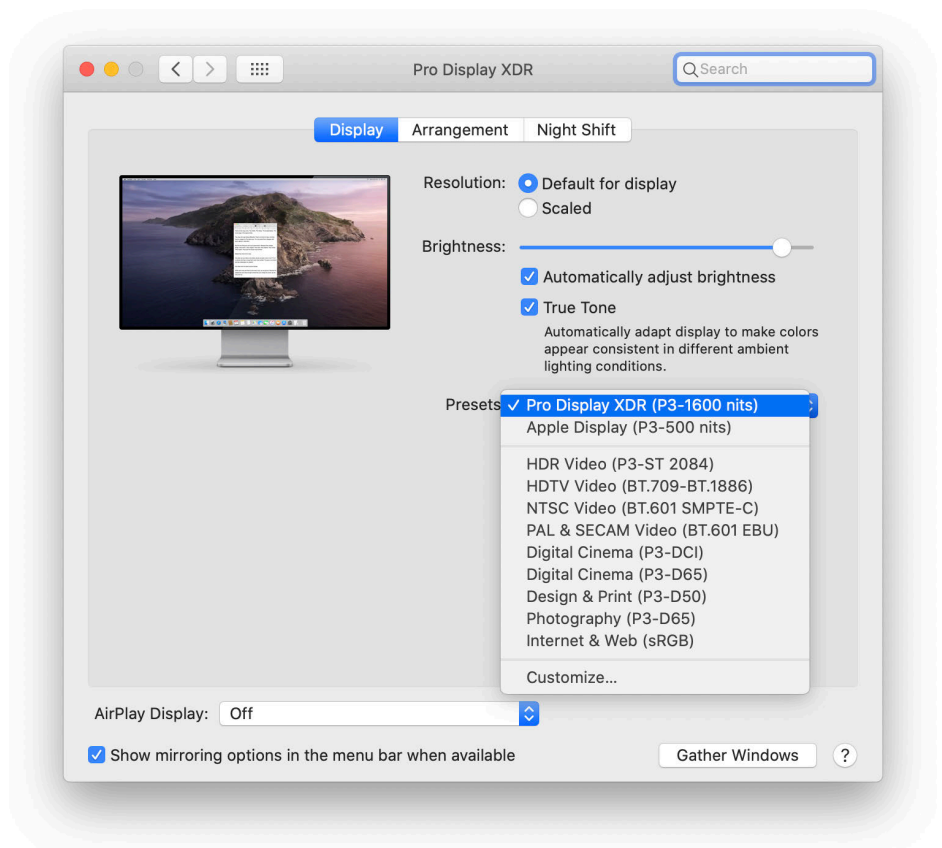 Pro Display XDR
Search
Display
Arrangement
Night Shift
Resolution:
Default for display
Scaled
Brightness:
Automatically adjust brightness
True Tone
Automatically adapt display to make colors
appear consistent in different ambient
lighting conditions.
Presets
✓ Pro Display XDR (P3-1600 nits)
Apple Display (P3-500 nits)
HDR Video (P3-ST 2084)
HDTV Video (BT.709-BT.1886)
NTSC Video (BT.601 SMPTE-C)
PAL & SECAM Video (BT.601 EBU)
Digital Cinema (P3-DCI)
Digital Cinema (P3-D65)
Design & Print (P3-D50)
Photography (P3-D65)
Internet & Web (sRGB)
Customize...
AirPlay Display:
Off
Show mirroring options in the menu bar when available
Gather Windows
?